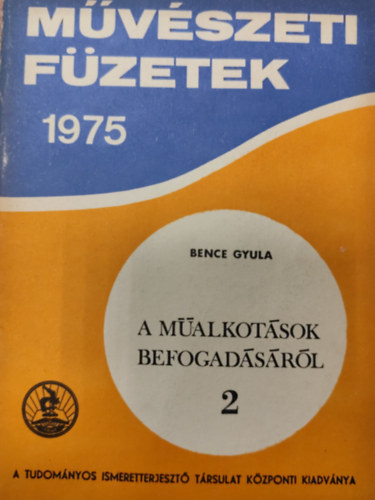 MŰVÉSZETI
FÜZETEK
1975
BENCE GYULA
A MŰALKOTÁSOK
BEFOGADÁSÁRÓL
2
A TUDOMÁNYOS ISMERETTERJESZTŐ TÁRSULAT KÖZPONTI KIADVÁNYA